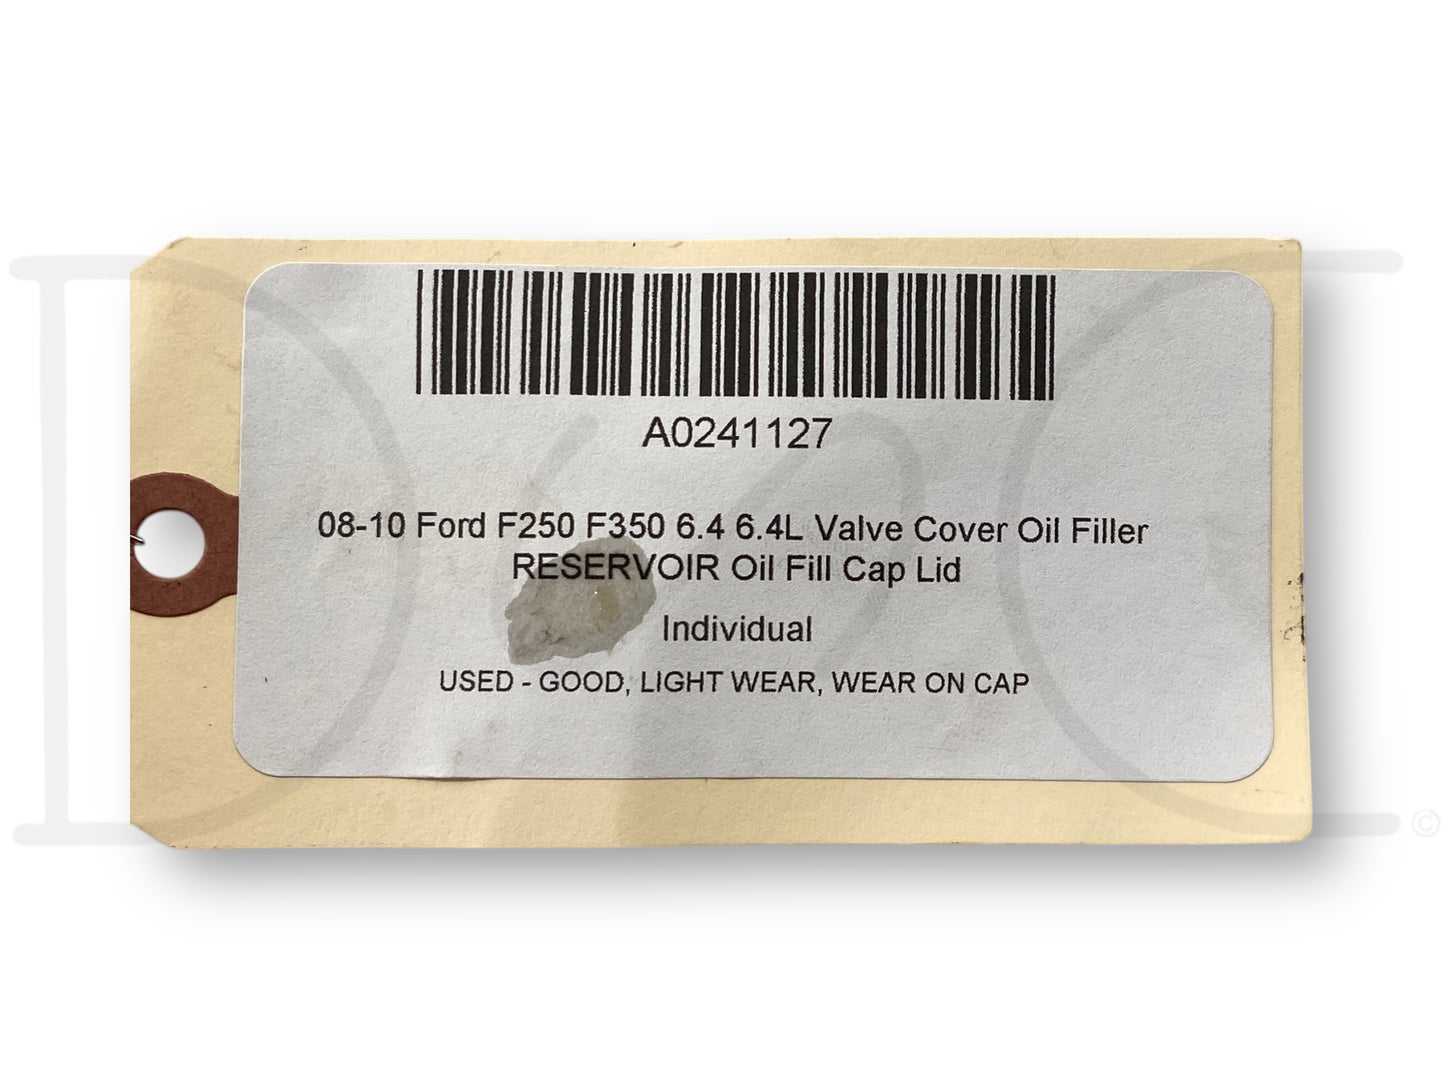 A0241127
08-10 Ford F250 F350 6.4 6.4L Valve Cover Oil Filler
RESERVOIR Oil Fill Cap Lid
Individual
USED - GOOD, LIGHT WEAR, WEAR ON CAP
©